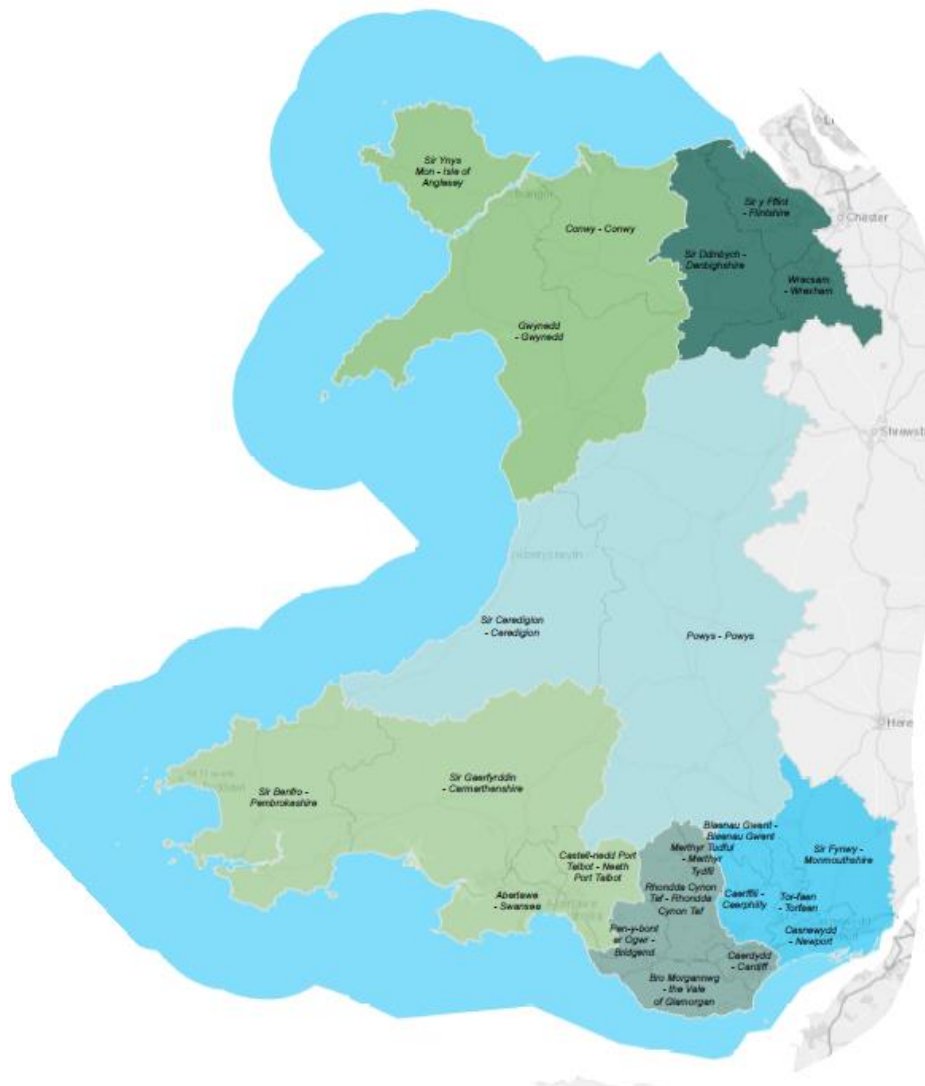 Sir Ynys
Mon - Isle of
Anglesey
Bangor
Conwy - Conwy
Sir y Fflint
- Flintshire
Chester
Sir Ddinbych -
Denbighshire
Wrecsam
- Wrexham
Gwynedd
- Gwynedd
Shrewsb
Aberystwyth
Sir Ceredigion
- Ceredigion
Powys - Powys
Here
Sir Gaerfyrddin
- Carmarthenshire
Sir Benfro -
Pembrokeshire
Blaenau Gwent -
Blaenau Gwent
Merthyr Tudful
- Merthyr
Tydfil
Sir Fynwy -
Monmouthshire
Castell-nedd Port
Talbot - Neath
Port Talbot
Rhondda Cynon
Taf - Rhondda
Cynon Taf
Caerffili -
Caerphilly
Tor-faen
- Torfaen
Abertawe
- Swansea
Casnewydd
- Newport
Pen-y-bont
ar Ogwr -
Bridgend
Caerdydd
- Cardiff
Bro Morgannwg
- the Vale
of Glamorgan